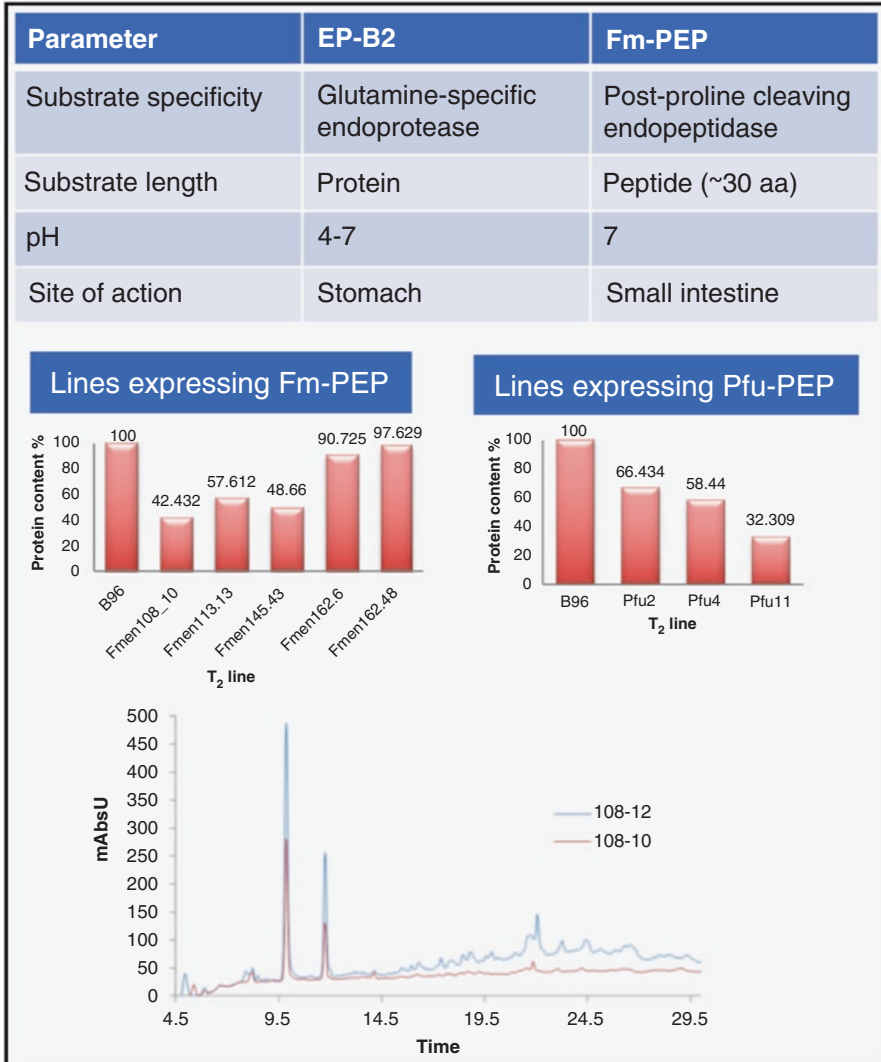 Parameter EP-B2 Fm-PEP
Substrate specificity Glutamine-specific endoprotease Post-proline cleaving endopeptidase
Substrate length Protein Peptide (~30 aa)
pH 4-7 7
Site of action Stomach Small intestine
Lines expressing Fm-PEP
Protein content %
100
80
60
40
20
0
100
42.432
57.612
48.66
90.725
97.629
B96
Fmen108_10
Fmen113.13
Fmen145.43
Fmen162.6
Fmen162.48
T2 line
Lines expressing Pfu-PEP
Protein content %
100
80
60
40
20
0
100
66.434
58.44
32.309
B96 Pfu2 Pfu4 Pfu11
T2 line
mAbsU
500
450
400
350
300
250
200
150
100
50
0
108-12
108-10
4.5 9.5 14.5 19.5 24.5 29.5
Time